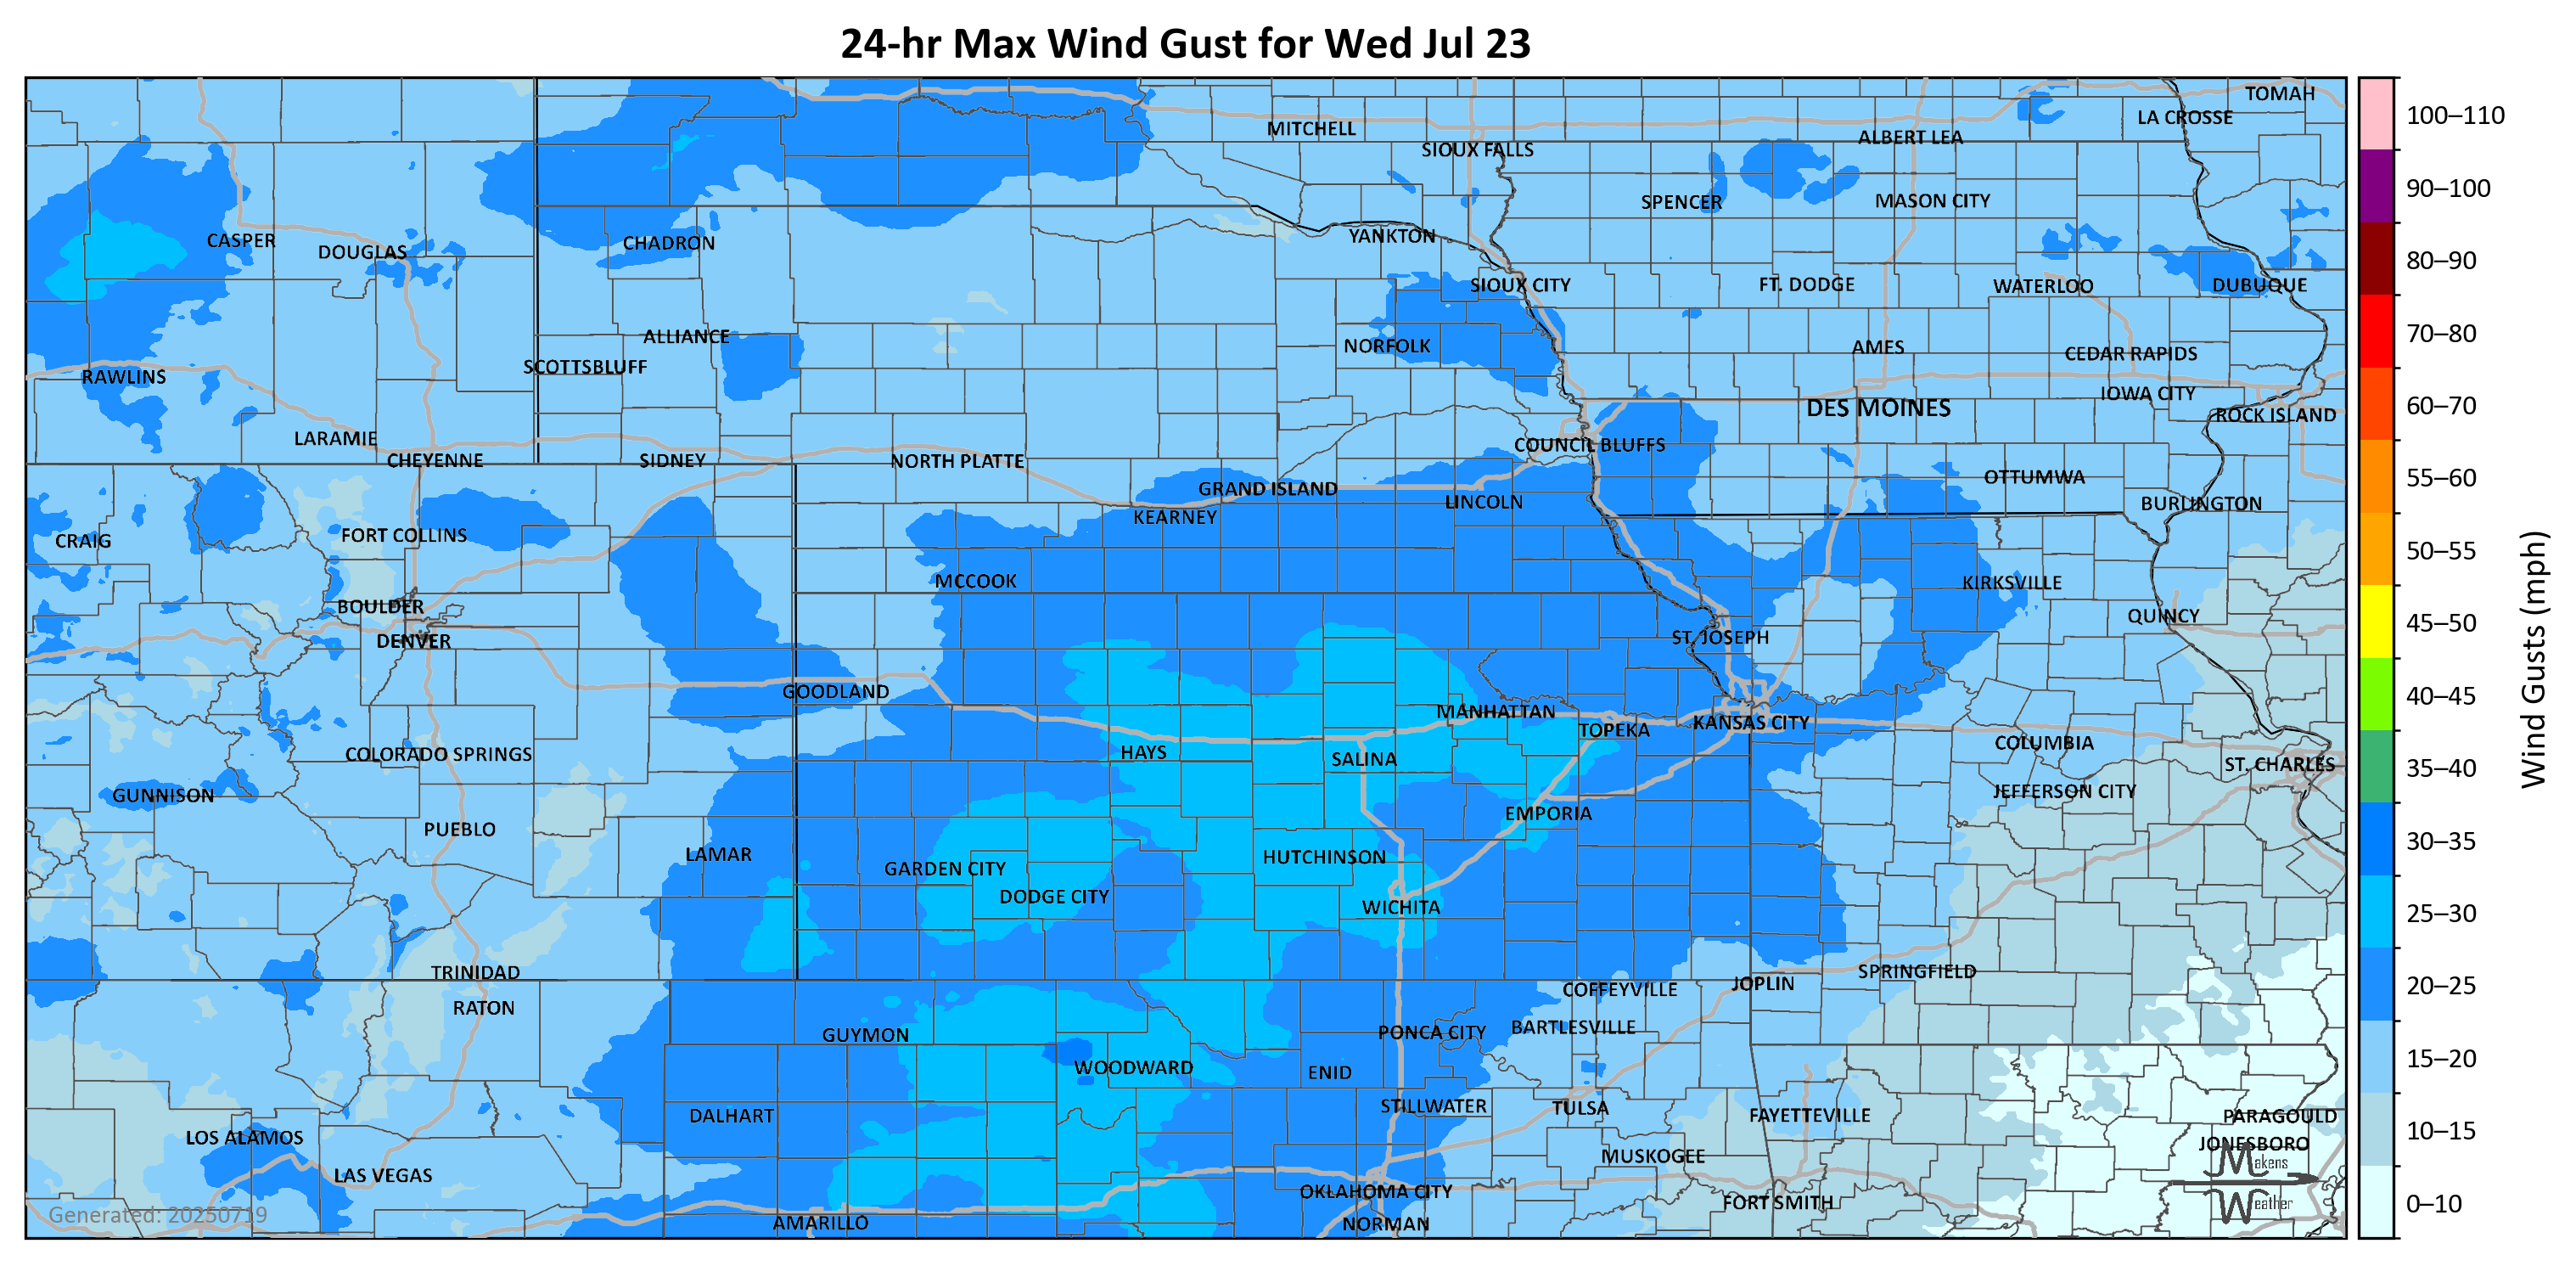 24-hr Max Wind Gust for Wed Jul 23
TOMAH
LA CROSSE
MITCHELL
ALBERT LEA
SIOUX FALLS
SPENCER
MASON CITY
CASPER
DOUGLAS
CHADRON
YANKTON
SIOUX CITY
FT. DODGE
WATERLOO
DUBUQUE
ALLIANCE
NORFOLK
AMES
CEDAR RAPIDS
SCOTTSBLUFF
RAWLINS
IOWA CITY
DES MOINES
ROCK ISLAND
LARAMIE
COUNCIL BLUFFS
CHEYENNE
SIDNEY
NORTH PLATTE
OTTUMWA
GRAND ISLAND
LINCOLN
BURLINGTON
KEARNEY
CRAIG
FORT COLLINS
MCCOOK
KIRKSVILLE
BOULDER
QUINCY
DENVER
ST. JOSEPH
GOODLAND
MANHATTAN
TOPEKA
KANSAS CITY
COLUMBIA
COLORADO SPRINGS
HAYS
SALINA
ST. CHARLES
GUNNISON
JEFFERSON CITY
EMPORIA
PUEBLO
LAMAR
HUTCHINSON
GARDEN CITY
DODGE CITY
WICHITA
TRINIDAD
SPRINGFIELD
JOPLIN
COFFEYVILLE
RATON
GUYMON
PONCA CITY
BARTLESVILLE
WOODWARD
ENID
STILLWATER
TULSA
DALHART
FAYETTEVILLE
PARAGOULD
LOS ALAMOS
JONESBORO
MUSKOGEE
LAS VEGAS
OKLAHOMA CITY
FORT SMITH
AMARILLO
NORMAN
Makens
Weather
Generated: 20250719
100–110
90–100
80–90
70–80
60–70
55–60
50–55
45–50
40–45
35–40
30–35
25–30
20–25
15–20
10–15
0–10
Wind Gusts (mph)